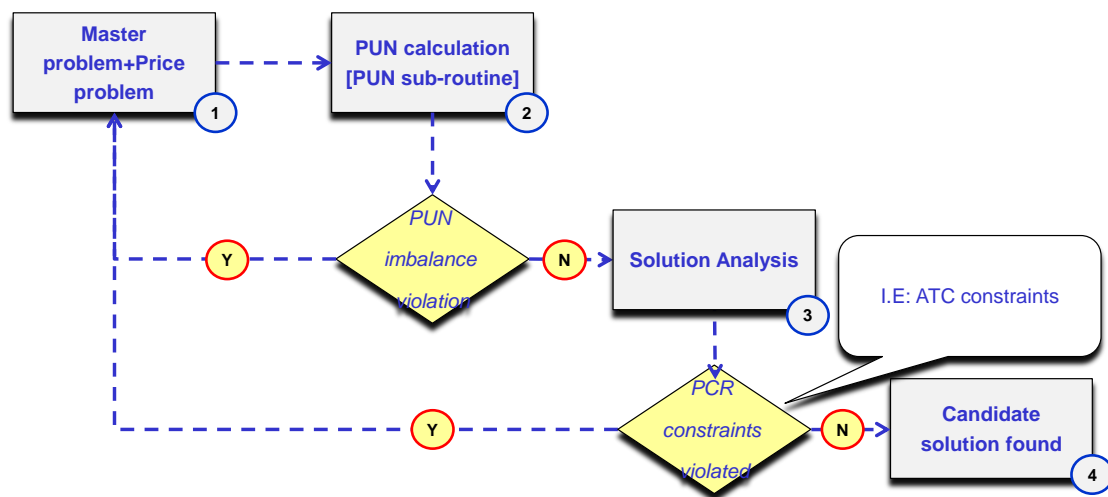 Master
problem+Price
problem
1
PUN calculation
[PUN sub-routine]
2
PUN
imbalance
violation
Y
N
Solution Analysis
3
I.E: ATC constraints
PCR
constraints
violated
Y
N
Candidate
solution found
4